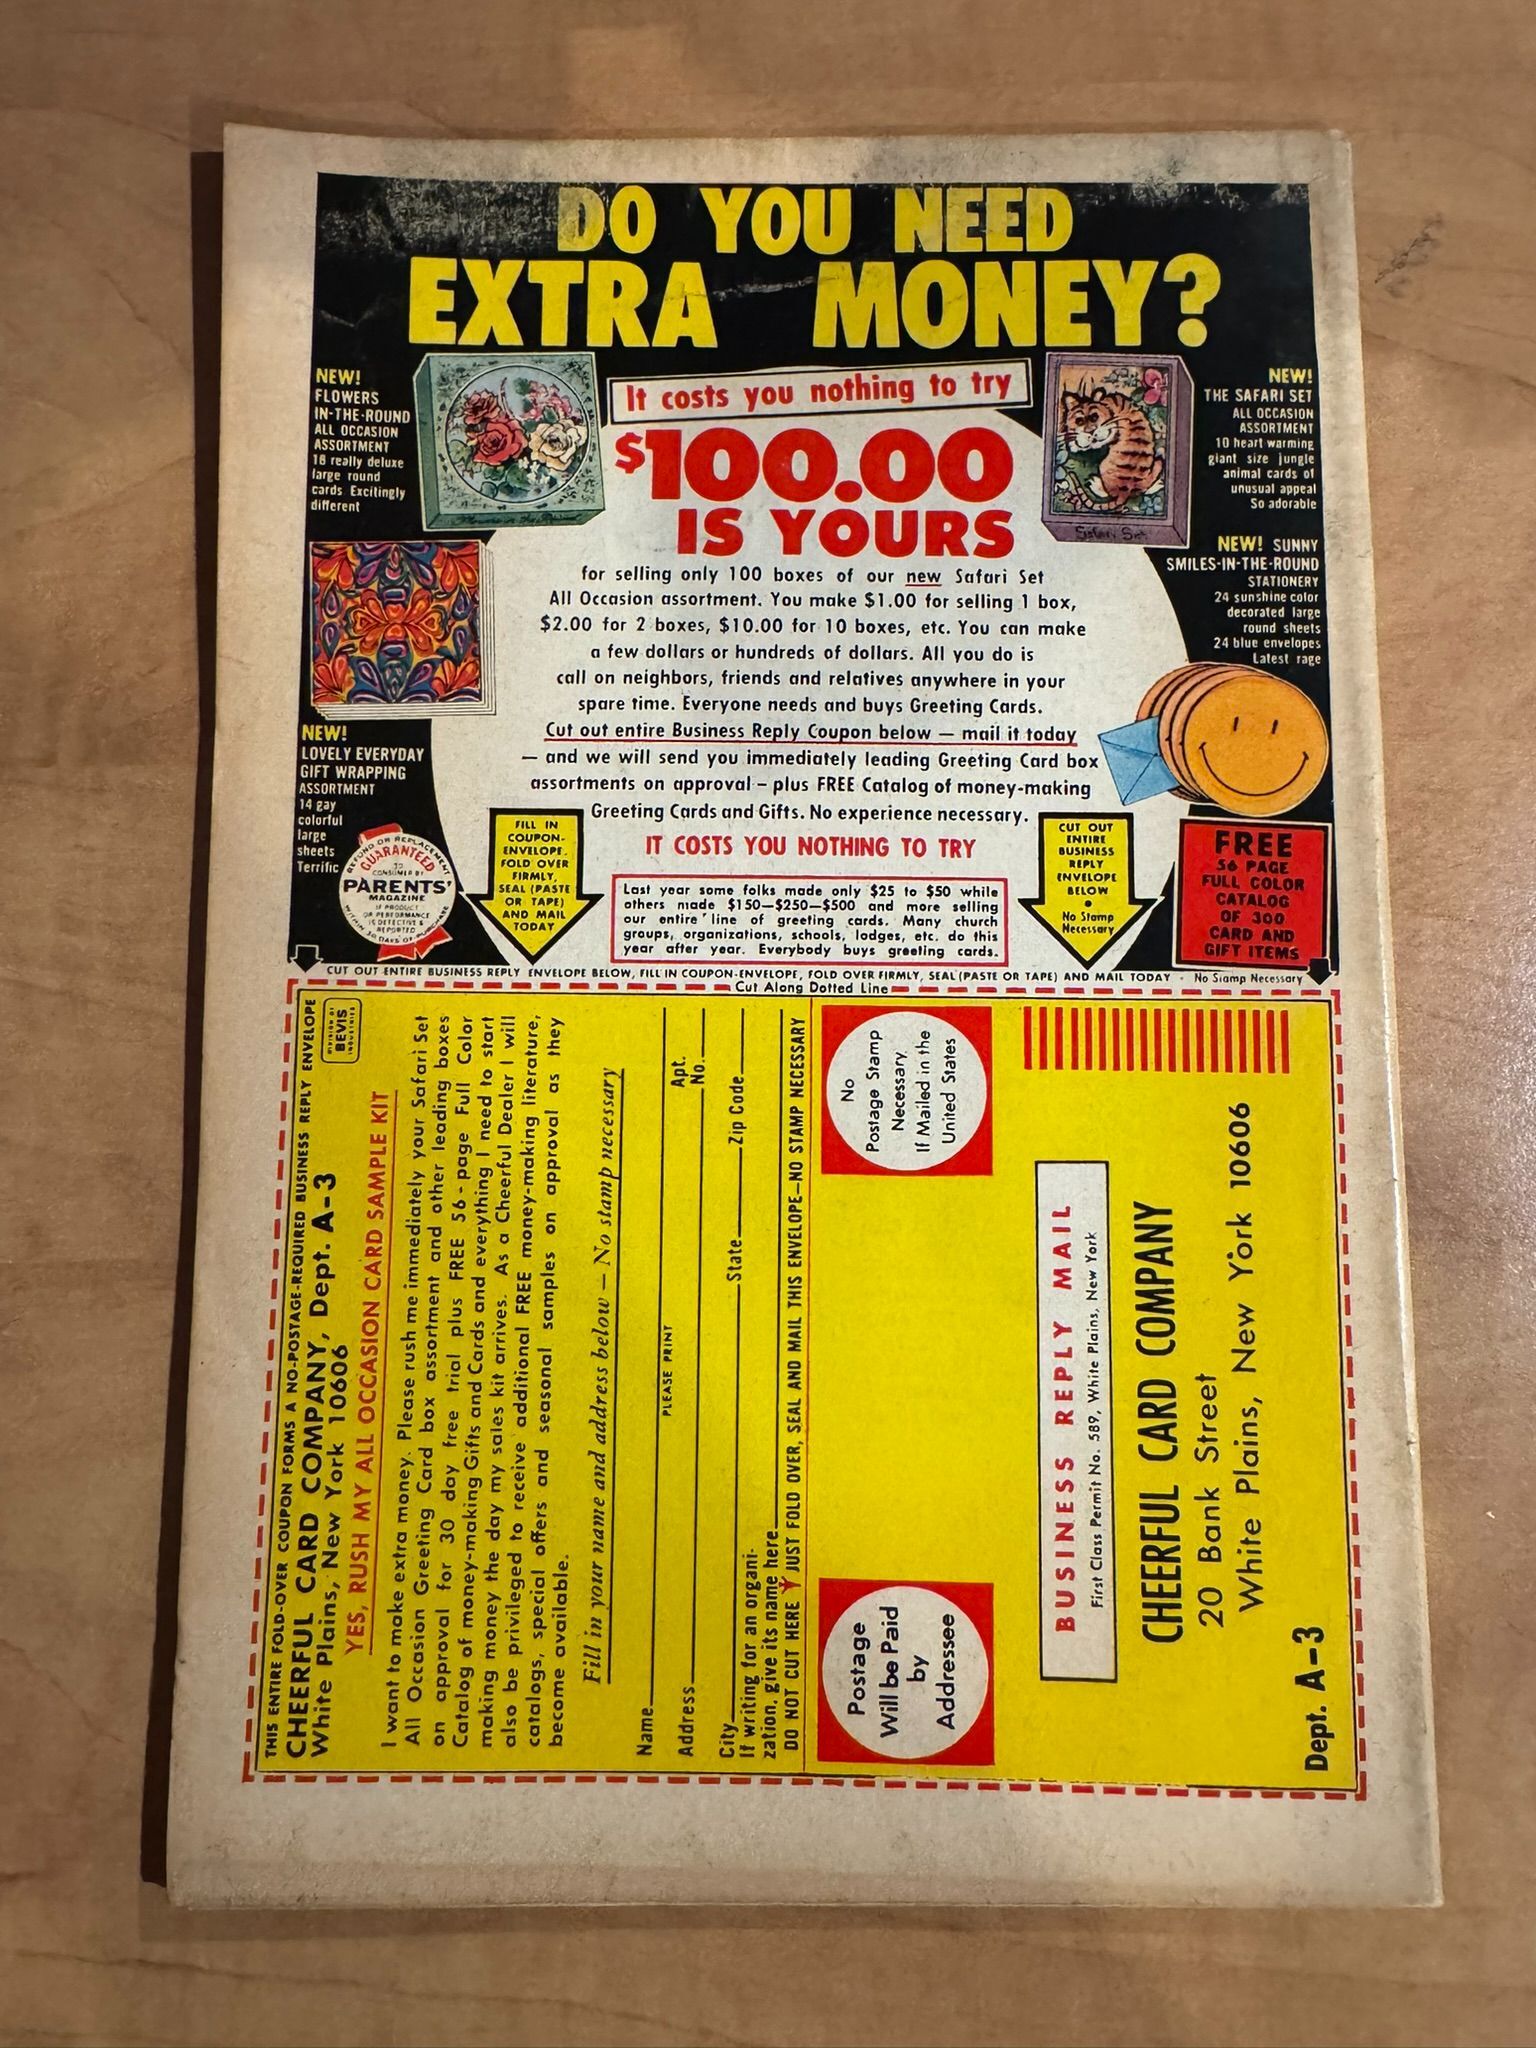 DO YOU NEED
EXTRA MONEY?
NEW!
FLOWERS
IN-THE-ROUND
ALL OCCASION
ASSORTMENT
18 really deluxe
large round
cards Excitingly
different
It costs you nothing to try
$100.00
IS YOURS
NEW!
THE SAFARI SET
ALL OCCASION
ASSORTMENT
10 heart warming
giant size jungle
animal cards of
unusual appeal
So adorable
Safari Set
for selling only 100 boxes of our new Safari Set
All Occasion assortment. You make $1.00 for selling 1 box,
$2.00 for 2 boxes, $10.00 for 10 boxes, etc. You can make
a few dollars or hundreds of dollars. All you do is
call on neighbors, friends and relatives anywhere in your
spare time. Everyone needs and buys Greeting Cards.
Cut out entire Business Reply Coupon below — mail it today
— and we will send you immediately leading Greeting Card box
assortments on approval – plus FREE Catalog of money-making
Greeting Cards and Gifts. No experience necessary.
IT COSTS YOU NOTHING TO TRY
NEW! SUNNY
SMILES-IN-THE-ROUND
STATIONERY
24 sunshine color
decorated large
round sheets
24 blue envelopes
Latest rage
NEW!
LOVELY EVERYDAY
GIFT WRAPPING
ASSORTMENT
14 gay
colorful
large
sheets
Terrific
REFUND OR REPLACEMENT
GUARANTEED
TO
CONSUMER BY
PARENTS'
MAGAZINE
IF PRODUCT
OR PERFORMANCE
IS DEFECTIVE &
REPORTED
WITHIN 30 DAYS OF PURCHASE
FILL IN
COUPON-
ENVELOPE,
FOLD OVER
FIRMLY,
SEAL (PASTE
OR TAPE)
AND MAIL
TODAY
Last year some folks made only $25 to $50 while
others made $150—$250—$500 and more selling
our entire line of greeting cards. Many church
groups, organizations, schools, lodges, etc. do this
year after year. Everybody buys greeting cards.
CUT OUT
ENTIRE
BUSINESS
REPLY
ENVELOPE
BELOW
•
No Stamp
Necessary
FREE
56 PAGE
FULL COLOR
CATALOG
OF 300
CARD AND
GIFT ITEMS
CUT OUT ENTIRE BUSINESS REPLY ENVELOPE BELOW, FILL IN COUPON-ENVELOPE, FOLD OVER FIRMLY, SEAL (PASTE OR TAPE) AND MAIL TODAY - No Stamp Necessary
Cut Along Dotted Line
THIS ENTIRE FOLD-OVER COUPON FORMS A NO-POSTAGE-REQUIRED BUSINESS REPLY ENVELOPE
CHEERFUL CARD COMPANY, Dept. A-3
White Plains, New York 10606
DIVISION OF
BEVIS
INDUSTRIES
YES, RUSH MY ALL OCCASION CARD SAMPLE KIT
I want to make extra money. Please rush me immediately your Safari Set
All Occasion Greeting Card box assortment and other leading boxes
on approval for 30 day free trial plus FREE 56-page Full Color
Catalog of money-making Gifts and Cards and everything I need to start
making money the day my sales kit arrives. As a Cheerful Dealer I will
also be privileged to receive additional FREE money-making literature,
catalogs, special offers and seasonal samples on approval as they
become available.
Fill in your name and address below — No stamp necessary
Name
PLEASE PRINT
Address Apt. No.
City State Zip Code
If writing for an organi-
zation, give its name here
DO NOT CUT HERE JUST FOLD OVER, SEAL AND MAIL THIS ENVELOPE—NO STAMP NECESSARY
Postage
Will be Paid
by
Addressee
No
Postage Stamp
Necessary
If Mailed in the
United States
BUSINESS REPLY MAIL
First Class Permit No. 589, White Plains, New York
CHEERFUL CARD COMPANY
20 Bank Street
White Plains, New York 10606
Dept. A-3